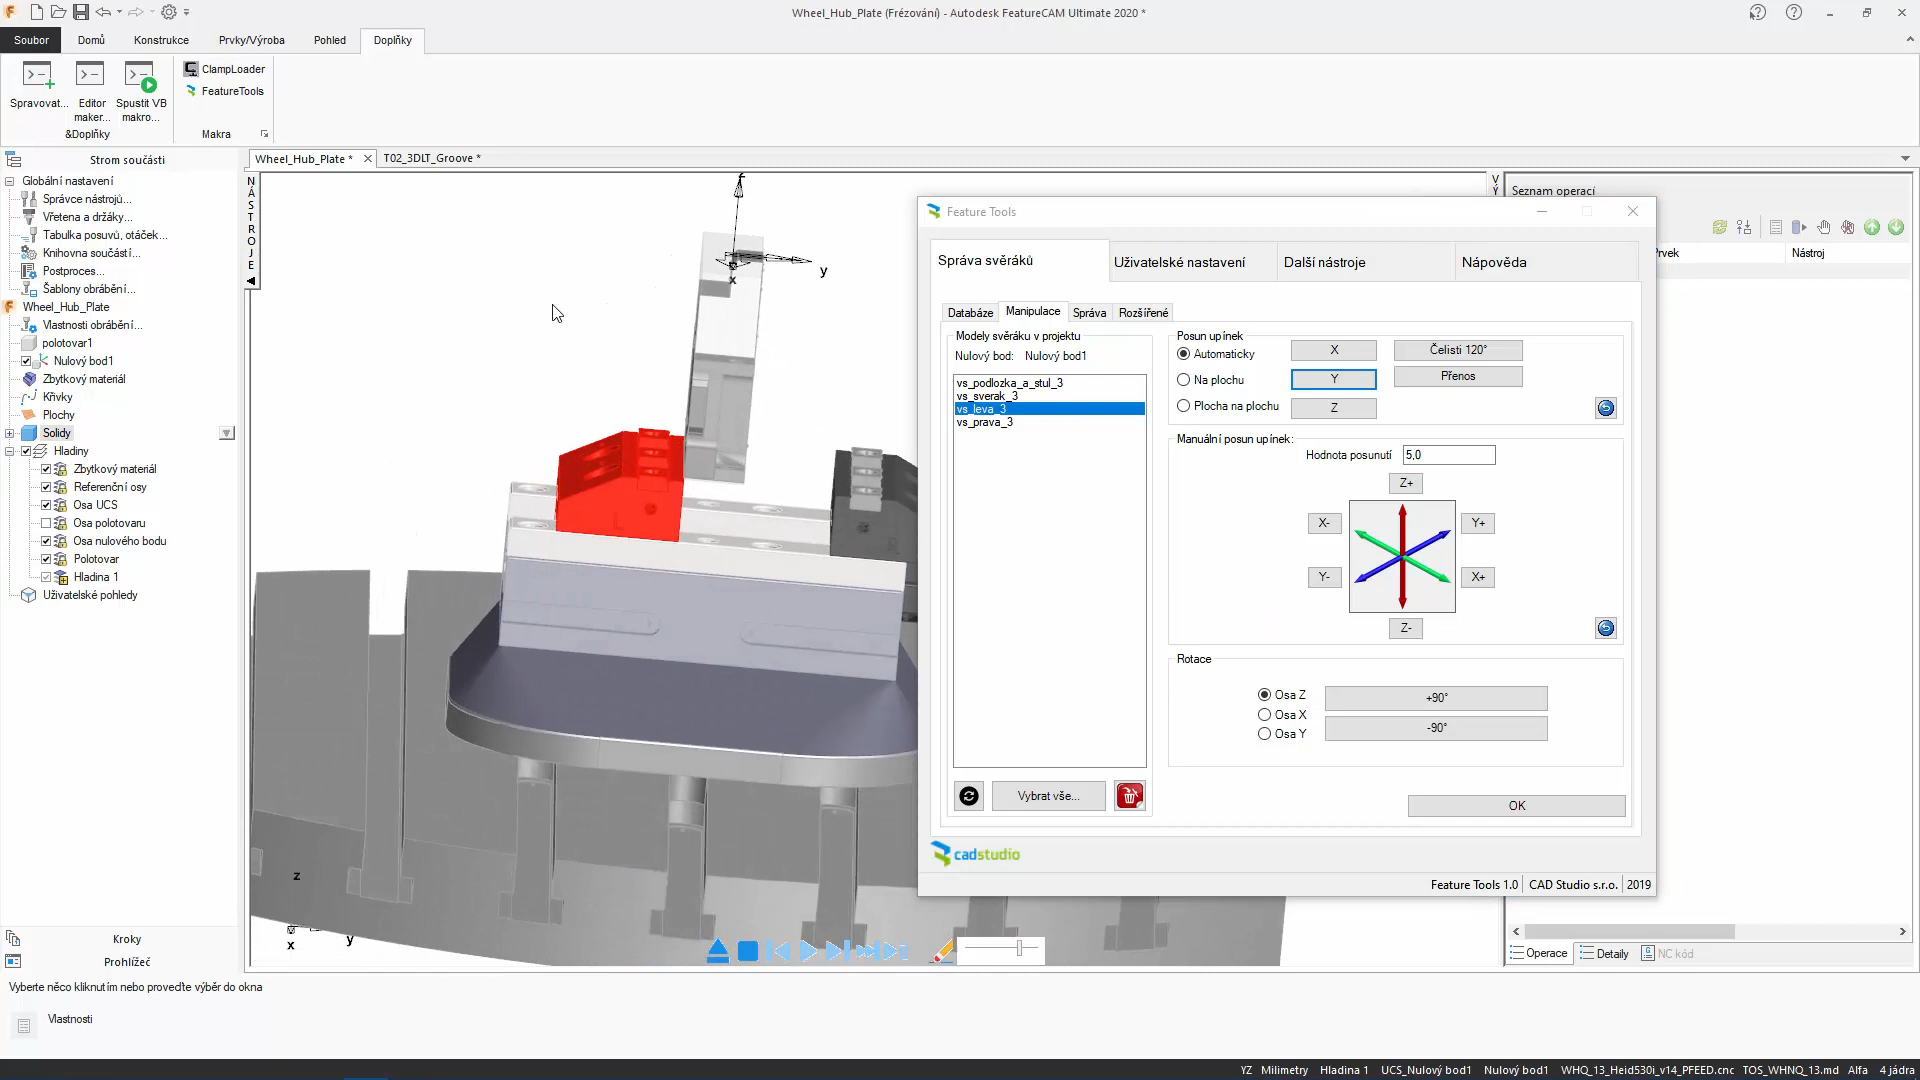 Wheel_Hub_Plate (Frézování) - Autodesk FeatureCAM Ultimate 2020 *
Soubor
Domů
Konstrukce
Prvky/Výroba
Pohled
Doplňky
Spravovat...
Editor maker...
Spustit VB makro...
&Doplňky
ClampLoader
FeatureTools
Makra
Strom součásti
Wheel_Hub_Plate *
T02_3DLT_Groove *
Globální nastavení
Správce nástrojů...
Vřetena a držáky...
Tabulka posuvů, otáček...
Knihovna součástí...
Postproces...
Šablony obrábění...
Wheel_Hub_Plate
Vlastnosti obrábění...
polotovar1
Nulový bod1
Zbytkový materiál
Křivky
Plochy
Solidy
Hladiny
Zbytkový materiál
Referenční osy
Osa UCS
Osa polotovaru
Osa nulového bodu
Polotovar
Hladina 1
Uživatelské pohledy
Kroky
Prohlížeč
NÁSTROJE
y
x
L
R
z
x
y
VÝ
Seznam operací
Prvek
Nástroj
Operace
Detaily
NC kód
Feature Tools
Správa svěráků
Uživatelské nastavení
Další nástroje
Nápověda
Databáze
Manipulace
Správa
Rozšířené
Modely svěráku v projektu
Nulový bod: Nulový bod1
vs_podlozka_a_stul_3
vs_sverak_3
vs_leva_3
vs_prava_3
Vybrat vše...
Posun upínek
Automaticky
Na plochu
Plocha na plochu
X
Y
Z
Čelisti 120°
Přenos
Manuální posun upínek:
Hodnota posunutí
5,0
Z+
X-
Y+
Y-
X+
Z-
Rotace
Osa Z
Osa X
Osa Y
+90°
-90°
OK
cadstudio
Feature Tools 1.0
CAD Studio s.r.o.
2019
Vyberte něco kliknutím nebo proveďte výběr do okna
Vlastnosti
YZ Milimetry Hladina 1 UCS_Nulový bod1 Nulový bod1 WHQ_13_Heid530i_v14_PFEED.cnc TOS_WHNQ_13.md Alfa 4 jádra